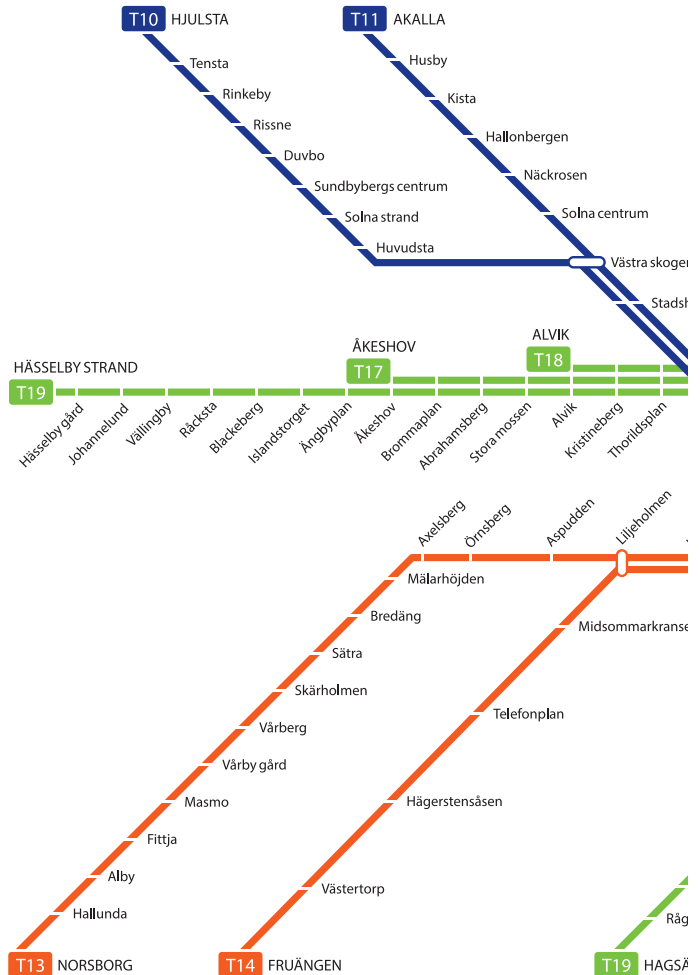 T10 HJULSTA
T11 AKALLA
Tensta
Husby
Rinkeby
Kista
Rissne
Hallonbergen
Duvbo
Näckrosen
Sundbybergs centrum
Solna centrum
Solna strand
Huvudsta
Västra skogen
ALVIK
T18
ÅKESHOV
T17
HÄSSELBY STRAND
T19
Hässelby gård
Johannelund
Vällingby
Råcksta
Blackeberg
Islandstorget
Ängbyplan
Åkeshov
Brommaplan
Abrahamsberg
Stora mossen
Alvik
Kristineberg
Thorildsplan
Axelsberg
Örnsberg
Aspudden
Liljeholmen
Mälarhöjden
Bredäng
Midsommarkranse
Sätra
Skärholmen
Telefonplan
Vårberg
Vårby gård
Masmo
Hägerstensåsen
Fittja
Alby
Västertorp
Hallunda
Råg
T13 NORSBORG
T14 FRUÄNGEN
T19 HAGSÄ